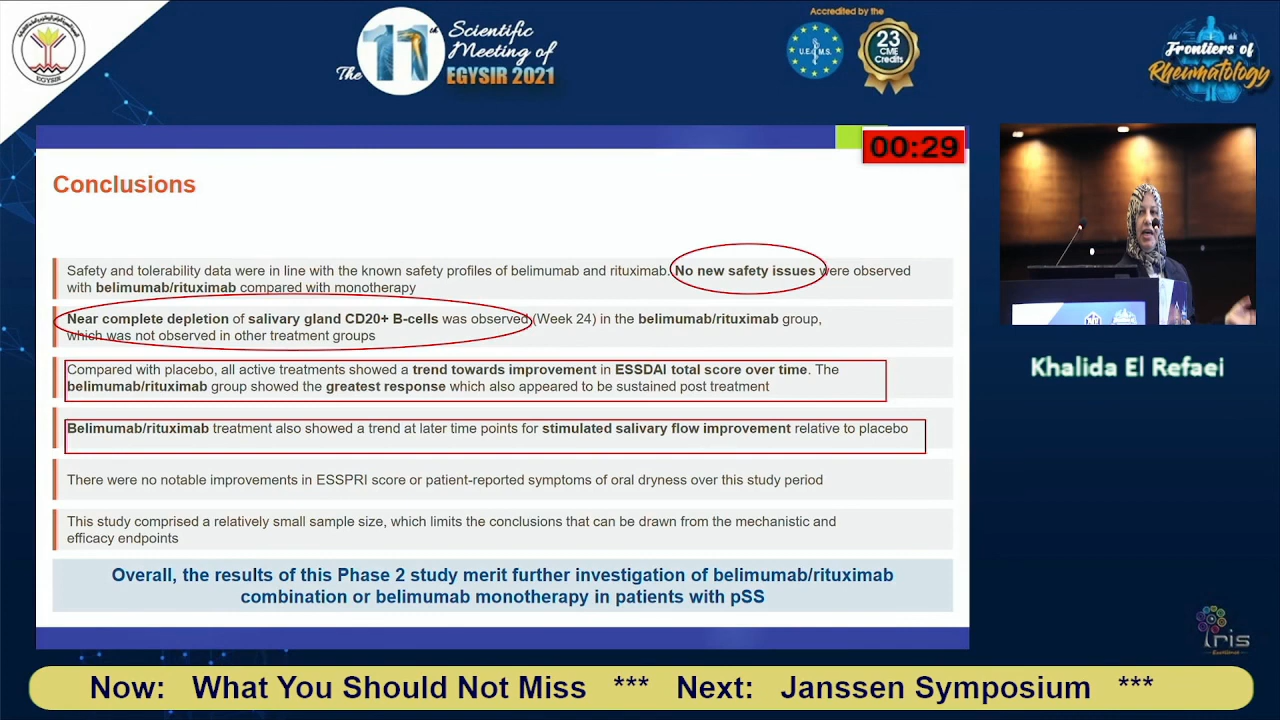 EGYSIR
The 11th
Scientific
Meeting of
EGYSIR 2021
Accredited by the
U.E.M.S.
23
CME
Credits
Frontiers of
Rheumatology
00:29
Conclusions
Safety and tolerability data were in line with the known safety profiles of belimumab and rituximab. No new safety issues were observed
with belimumab/rituximab compared with monotherapy
Near complete depletion of salivary gland CD20+ B-cells was observed (Week 24) in the belimumab/rituximab group,
which was not observed in other treatment groups
Compared with placebo, all active treatments showed a trend towards improvement in ESSDAI total score over time. The
belimumab/rituximab group showed the greatest response which also appeared to be sustained post treatment
Belimumab/rituximab treatment also showed a trend at later time points for stimulated salivary flow improvement relative to placebo
There were no notable improvements in ESSPRI score or patient-reported symptoms of oral dryness over this study period
This study comprised a relatively small sample size, which limits the conclusions that can be drawn from the mechanistic and
efficacy endpoints
Overall, the results of this Phase 2 study merit further investigation of belimumab/rituximab
combination or belimumab monotherapy in patients with pSS
Khalida El Refaei
Iris
Now: What You Should Not Miss *** Next: Janssen Symposium ***